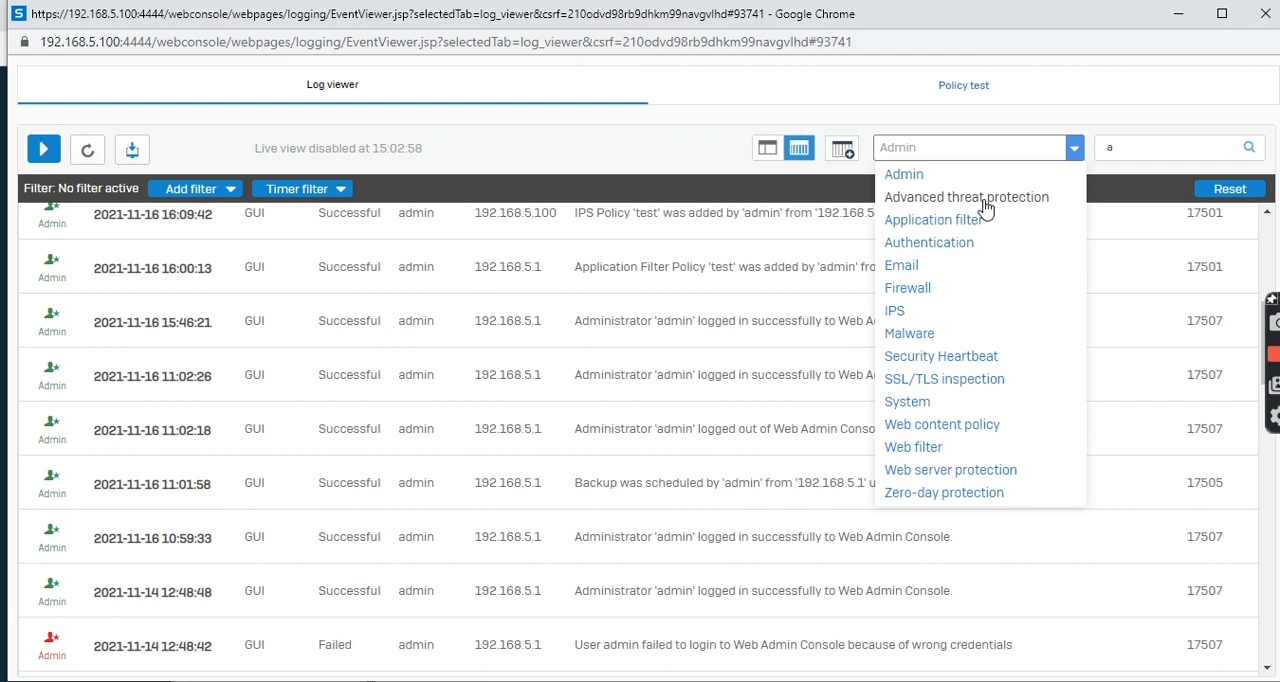 S https://192.168.5.100:4444/webconsole/webpages/logging/EventViewer.jsp?selectedTab=log_viewer&csrf=210odvd98rb9dhkm99navgvlhd#93741 - Google Chrome
192.168.5.100:4444/webconsole/webpages/logging/EventViewer.jsp?selectedTab=log_viewer&csrf=210odvd98rb9dhkm99navgvlhd#93741
Log viewer Policy test
Live view disabled at 15:02:58 Admin a
Filter: No filter active Add filter Timer filter Reset
Admin
Advanced threat protection
Application filter
Authentication
Email
Firewall
IPS
Malware
Security Heartbeat
SSL/TLS inspection
System
Web content policy
Web filter
Web server protection
Zero-day protection
Admin 2021-11-16 16:09:42 GUI Successful admin 192.168.5.100 IPS Policy 'test' was added by 'admin' from '192.168.5 17501
Admin 2021-11-16 16:00:13 GUI Successful admin 192.168.5.1 Application Filter Policy 'test' was added by 'admin' fro 17501
Admin 2021-11-16 15:46:21 GUI Successful admin 192.168.5.1 Administrator 'admin' logged in successfully to Web A 17507
Admin 2021-11-16 11:02:26 GUI Successful admin 192.168.5.1 Administrator 'admin' logged in successfully to Web A 17507
Admin 2021-11-16 11:02:18 GUI Successful admin 192.168.5.1 Administrator 'admin' logged out of Web Admin Conso 17507
Admin 2021-11-16 11:01:58 GUI Successful admin 192.168.5.1 Backup was scheduled by 'admin' from '192.168.5.1' u 17505
Admin 2021-11-16 10:59:33 GUI Successful admin 192.168.5.1 Administrator 'admin' logged in successfully to Web Admin Console. 17507
Admin 2021-11-14 12:48:48 GUI Successful admin 192.168.5.1 Administrator 'admin' logged in successfully to Web Admin Console. 17507
Admin 2021-11-14 12:48:42 GUI Failed admin 192.168.5.1 User admin failed to login to Web Admin Console because of wrong credentials 17507